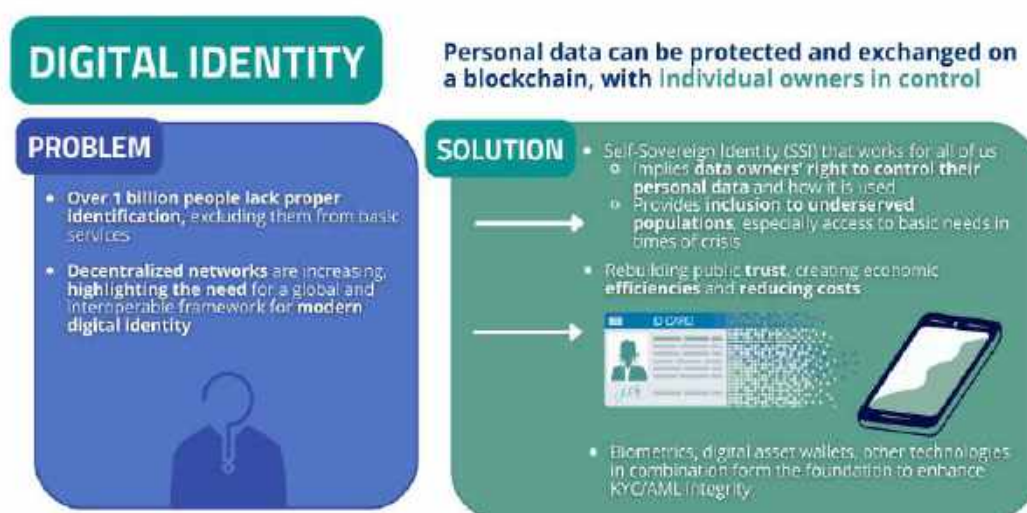 DIGITAL IDENTITY
Personal data can be protected and exchanged on
a blockchain, with individual owners in control
PROBLEM
• Over 1 billion people lack proper
identification, excluding them from basic
services
• Decentralized networks are increasing,
highlighting the need for a global and
interoperable framework for modern
digital identity
SOLUTION
• Self-Sovereign Identity (SSI) that works for all of us
o Implies data owners' right to control their
personal data and how it is used
o Provides inclusion to underserved
populations, especially access to basic needs in
times of crisis
• Rebuilding public trust, creating economic
efficiencies and reducing costs
ID CARD
• Biometrics, digital asset wallets, other technologies
in combination form the foundation to enhance
KYC/AML integrity